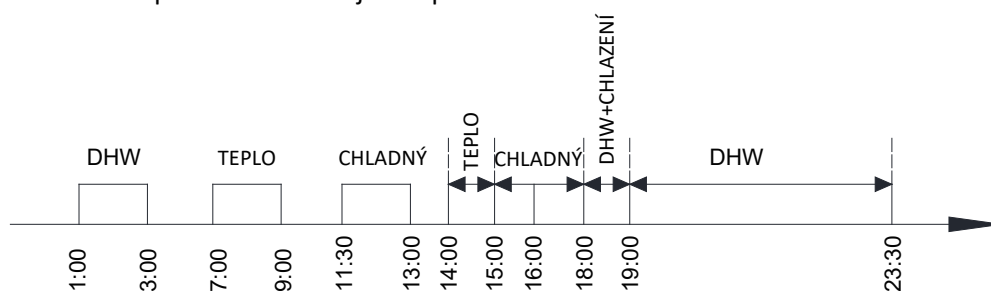 DHW
TEPLO
CHLADNÝ
TEPLO
CHLADNÝ
DHW+CHLAZENÍ
DHW
1:00
3:00
7:00
9:00
11:30
13:00
14:00
15:00
16:00
18:00
19:00
23:30